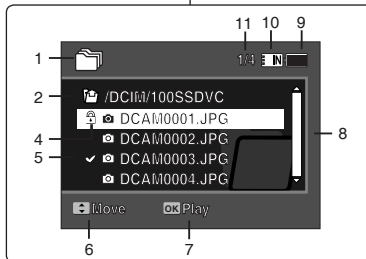 11 10 9
1 1/4 IN
2 /DCIM/100SSDVC
4 DCAM0001.JPG 8
DCAM0002.JPG
5 DCAM0003.JPG
DCAM0004.JPG
Move OK Play
6 7